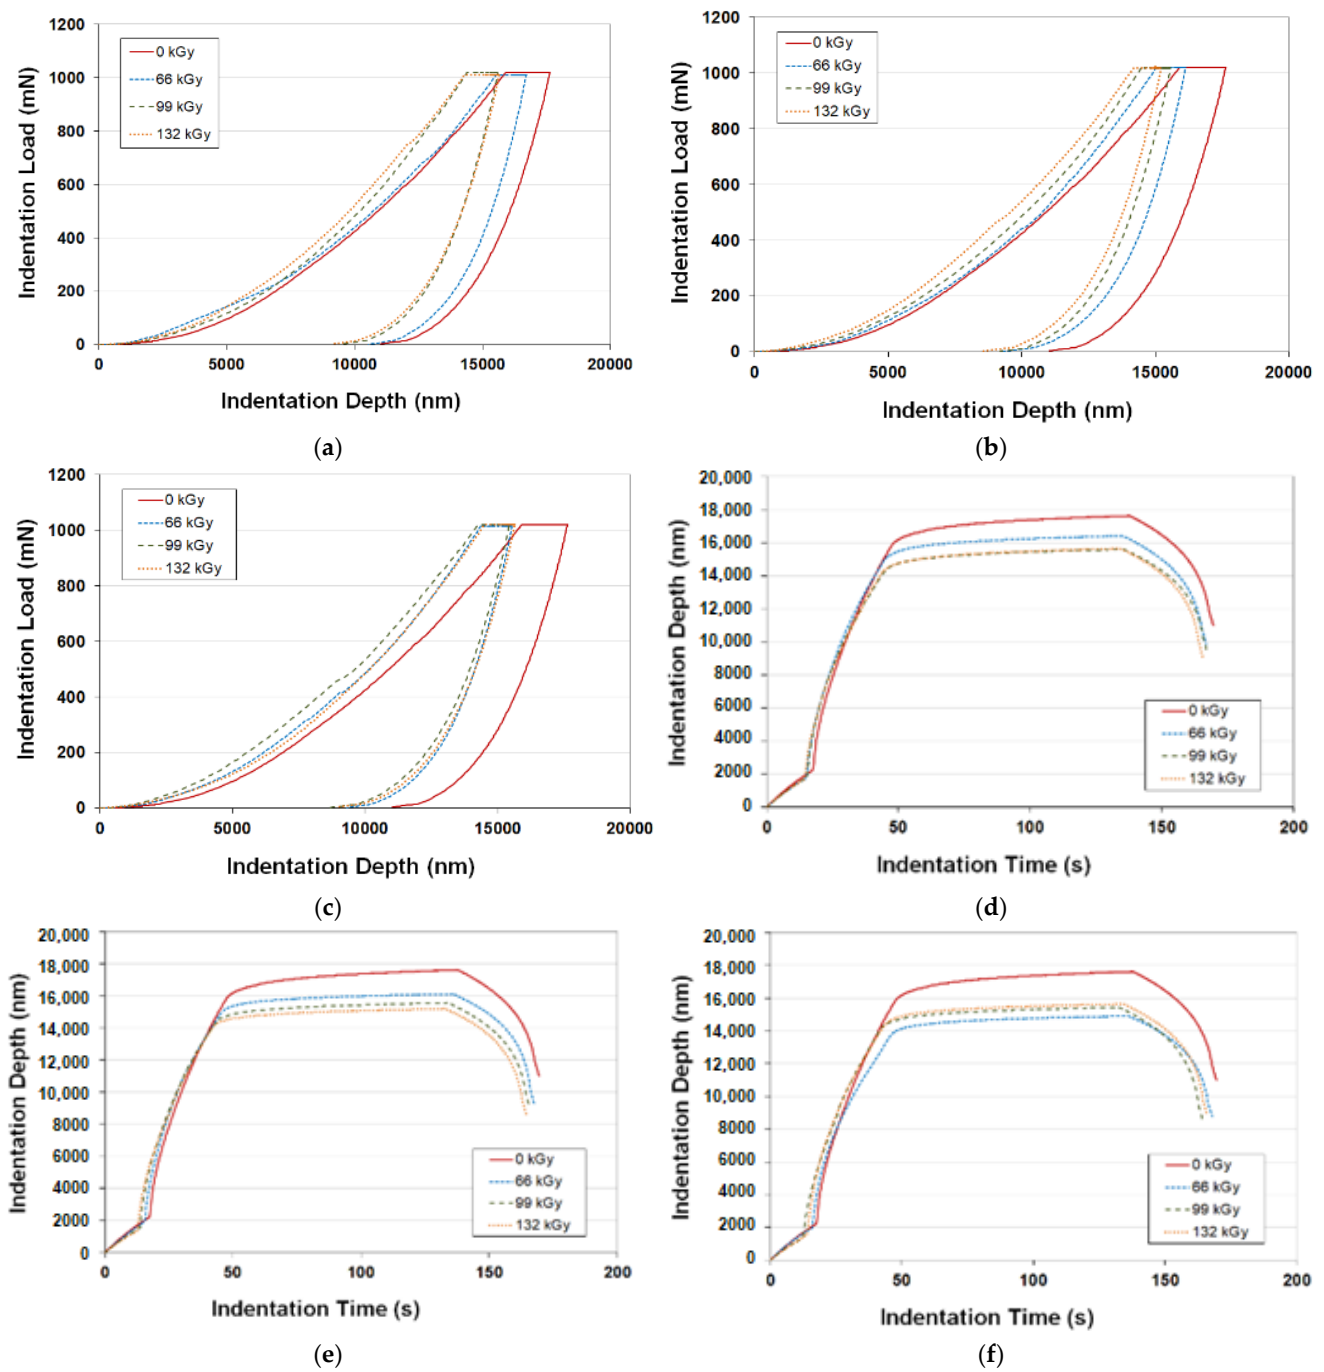 1200
1000
800
600
400
200
0
0
5000
10000
15000
20000
Indentation Load (mN)
Indentation Depth (nm)
0 kGy
66 kGy
99 kGy
132 kGy
(a)
1200
1000
800
600
400
200
0
0
5000
10000
15000
20000
Indentation Load (mN)
Indentation Depth (nm)
0 kGy
66 kGy
99 kGy
132 kGy
(b)
1200
1000
800
600
400
200
0
0
5000
10000
15000
20000
Indentation Load (mN)
Indentation Depth (nm)
0 kGy
66 kGy
99 kGy
132 kGy
(c)
20,000
18,000
16,000
14,000
12,000
10,000
8000
6000
4000
2000
0
0
50
100
150
200
Indentation Depth (nm)
Indentation Time (s)
0 kGy
66 kGy
99 kGy
132 kGy
(d)
20,000
18,000
16,000
14,000
12,000
10,000
8000
6000
4000
2000
0
0
50
100
150
200
Indentation Depth (nm)
Indentation Time (s)
0 kGy
66 kGy
99 kGy
132 kGy
(e)
20,000
18,000
16,000
14,000
12,000
10,000
8000
6000
4000
2000
0
0
50
100
150
200
Indentation Depth (nm)
Indentation Time (s)
0 kGy
66 kGy
99 kGy
132 kGy
(f)